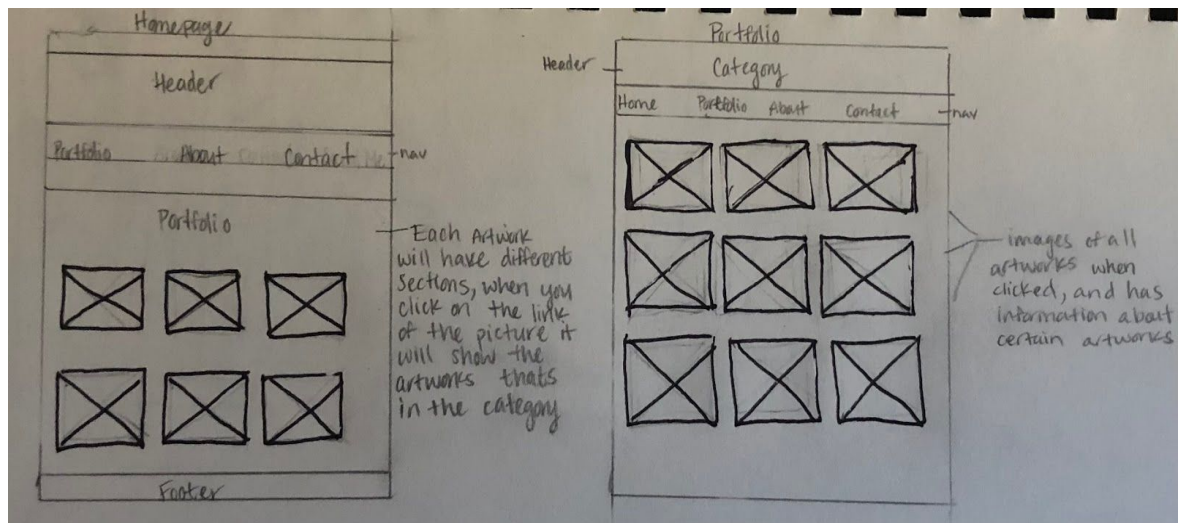 Homepage
Header
Portfolio About Contact
nav
Portfolio
Each Artwork
will have different
sections, when you
click on the link
of the picture it
will show the
artworks thats
in the category
Footer
Portfolio
Header
Category
Home Portfolio About Contact
nav
images of all
artworks when
clicked, and has
information about
certain artworks